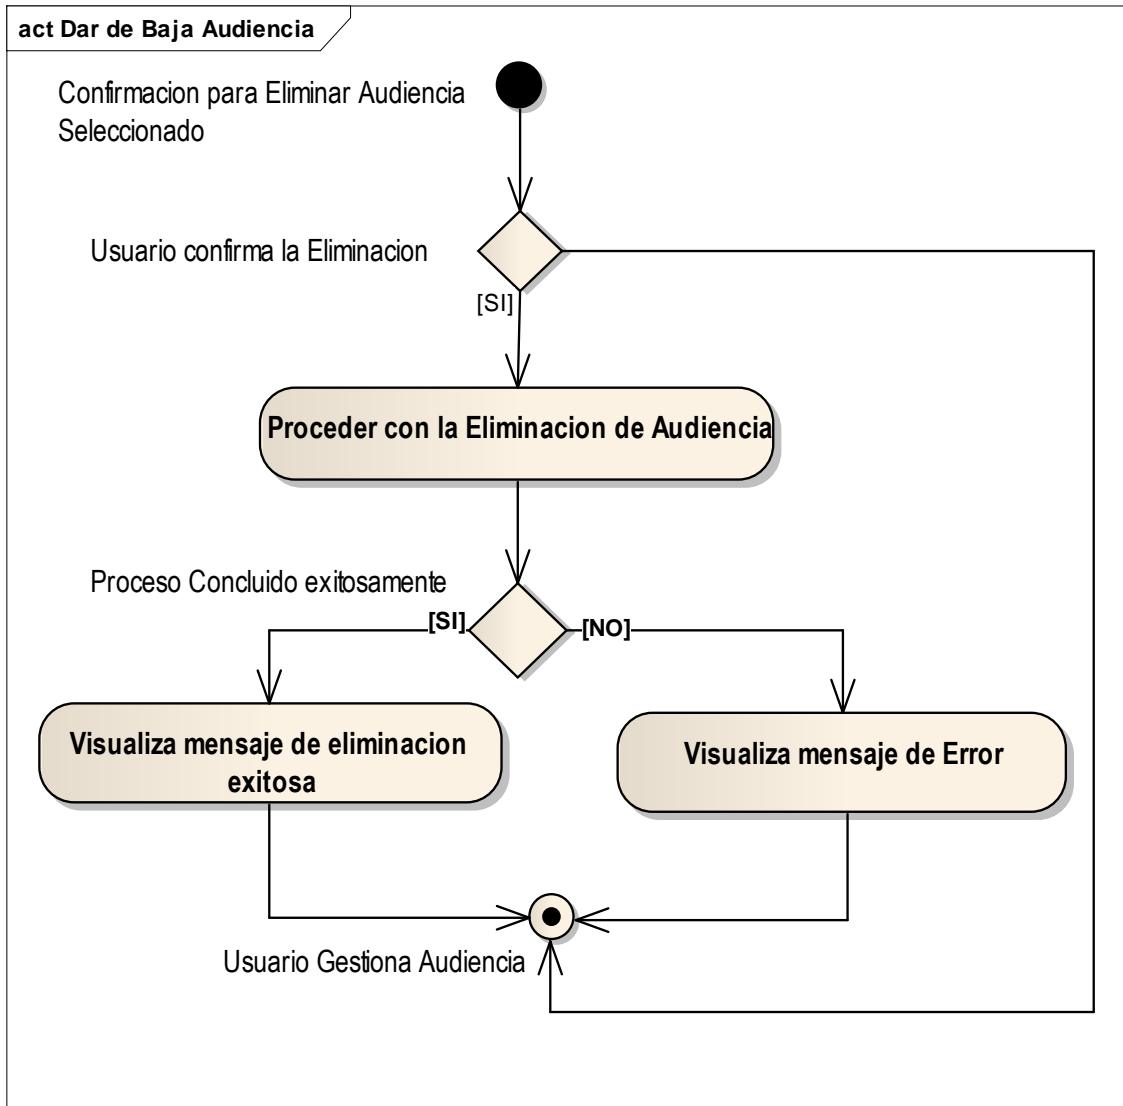 act Dar de Baja Audiencia
Confirmacion para Eliminar Audiencia
Seleccionado
Usuario confirma la Eliminacion
[SI]
Proceder con la Eliminacion de Audiencia
Proceso Concluido exitosamente
[SI]
[NO]
Visualiza mensaje de eliminacion
exitosa
Visualiza mensaje de Error
Usuario Gestiona Audiencia